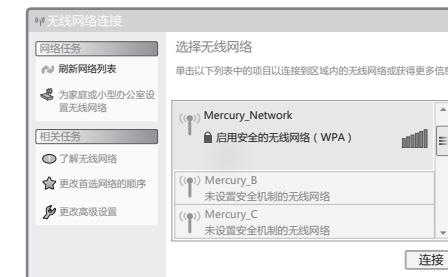 无线网络连接
网络任务
刷新网络列表
为家庭或小型办公室设
置无线网络
相关任务
了解无线网络
更改首选网络的顺序
更改高级设置
选择无线网络
单击以下列表中的项目以连接到区域内的无线网络或获得更多信息
Mercury_Network
启用安全的无线网络（WPA）
Mercury_B
未设置安全机制的无线网络
Mercury_C
未设置安全机制的无线网络
连接